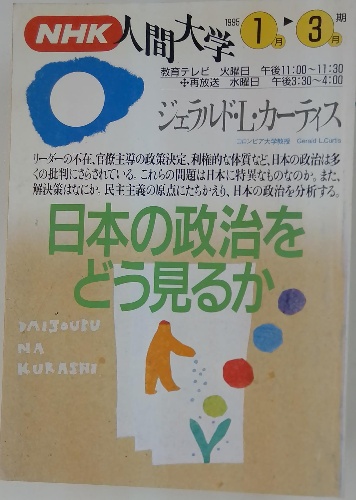 NHK 人間大学 1995 1月▶3月期
教育テレビ 火曜日 午後11:00〜11:30
✣再放送 水曜日 午後3:30〜4:00
ジェラルド・L・カーティス
コロンビア大学教授 Gerald L.Curtis
リーダーの不在、官僚主導の政策決定、利権的な体質など、日本の政治は多
くの批判にさらされている。これらの問題は日本に特異なものなのか。また、
解決策はなにか。民主主義の原点にたちかえり、日本の政治を分析する。
日本の政治を
どう見るか
DAIJOUBU
NA
KURASHI